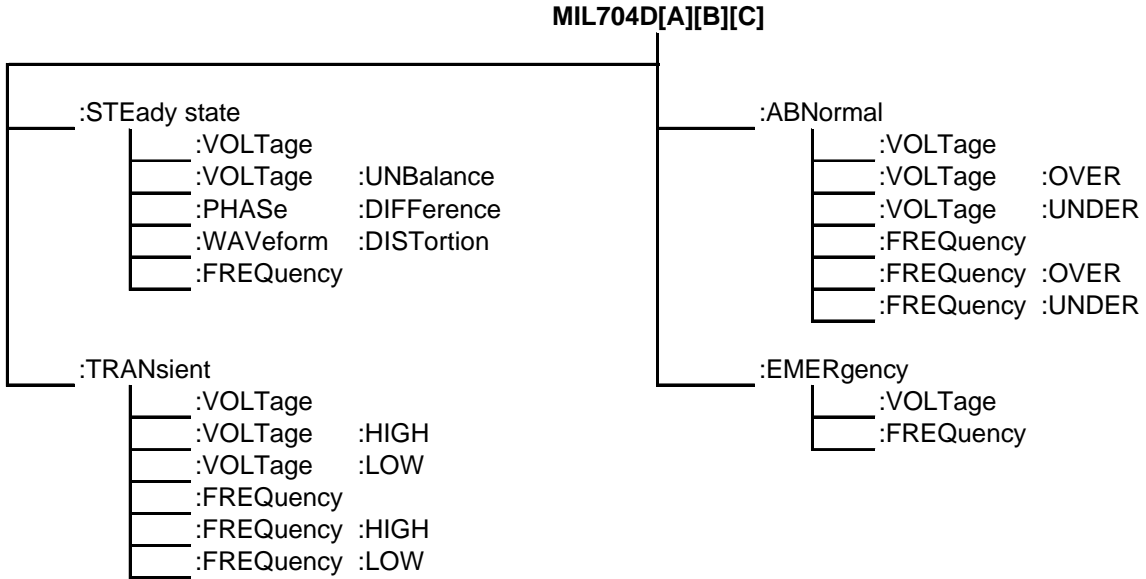 MIL704D[A][B][C]
:STEady state
:VOLTage
:VOLTage :UNBalance
:PHASe :DIFFerence
:WAVeform :DISTortion
:FREQuency
:TRANsient
:VOLTage
:VOLTage :HIGH
:VOLTage :LOW
:FREQuency
:FREQuency :HIGH
:FREQuency :LOW
:ABNormal
:VOLTage
:VOLTage :OVER
:VOLTage :UNDER
:FREQuency
:FREQuency :OVER
:FREQuency :UNDER
:EMERgency
:VOLTage
:FREQuency